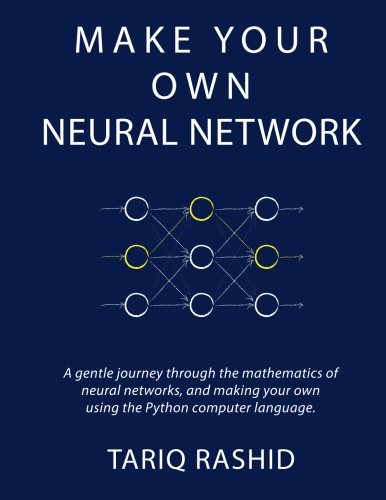 MAKE YOUR
OWN
NEURAL NETWORK
A gentle journey through the mathematics of
neural networks, and making your own
using the Python computer language.
TARIQ RASHID